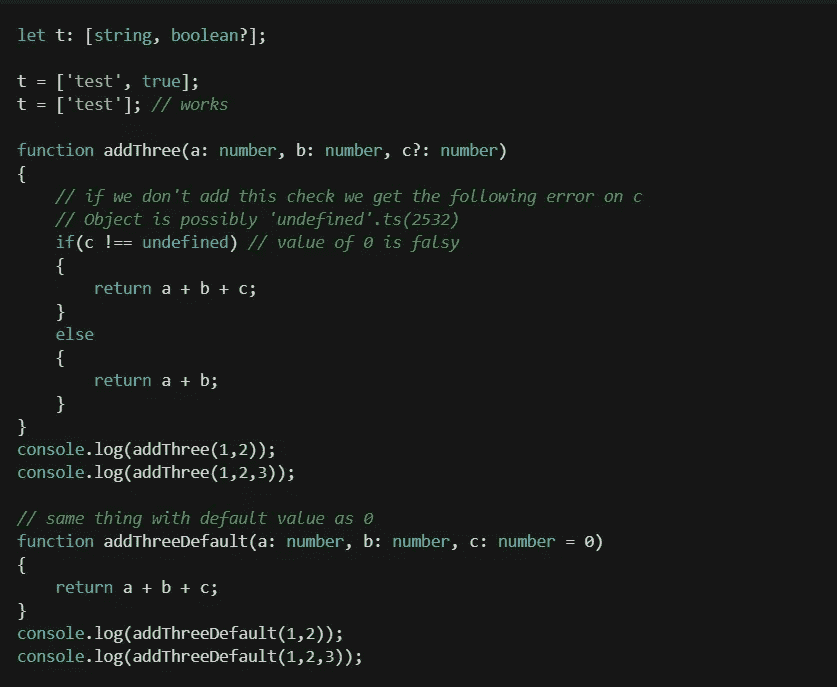 let t: [string, boolean?];
t = ['test', true];
t = ['test']; // works
function addThree(a: number, b: number, c?: number)
{
// if we don't add this check we get the following error on c
// Object is possibly 'undefined'.ts(2532)
if(c !== undefined) // value of 0 is falsy
{
return a + b + c;
}
else
{
return a + b;
}
}
console.log(addThree(1,2));
console.log(addThree(1,2,3));
// same thing with default value as 0
function addThreeDefault(a: number, b: number, c: number = 0)
{
return a + b + c;
}
console.log(addThreeDefault(1,2));
console.log(addThreeDefault(1,2,3));